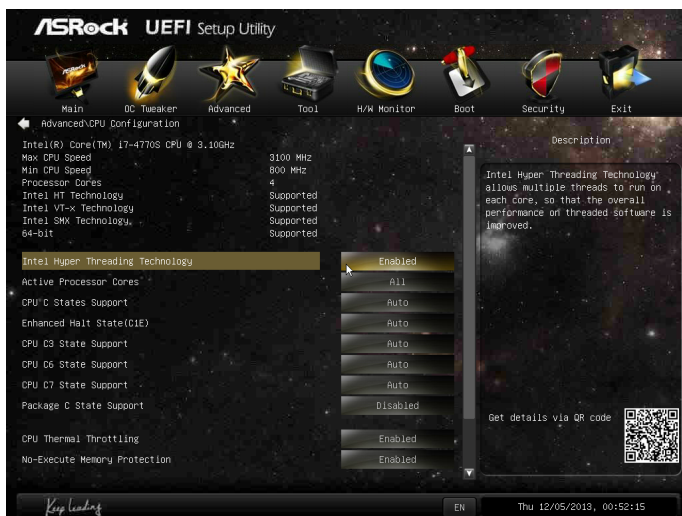 ASRock UEFI Setup Utility
Main OC Tweaker Advanced Tool H/W Monitor Boot Security Exit
Advanced\CPU Configuration
Intel(R) Core(TM) i7-4770S CPU @ 3.10GHz
Max CPU Speed 3100 MHz
Min CPU Speed 800 MHz
Processor Cores 4
Intel HT Technology Supported
Intel VT-x Technology Supported
Intel SMX Technology Supported
64-bit Supported
Intel Hyper Threading Technology Enabled
Active Processor Cores All
CPU C States Support Auto
Enhanced Halt State(C1E) Auto
CPU C3 State Support Auto
CPU C6 State Support Auto
CPU C7 State Support Auto
Package C State Support Disabled
CPU Thermal Throttling Enabled
No-Execute Memory Protection Enabled
Description
Intel Hyper Threading Technology
allows multiple threads to run on
each core, so that the overall
performance on threaded software is
improved.
Get details via QR code
Keep Leading
EN
Thu 12/05/2013, 00:52:15